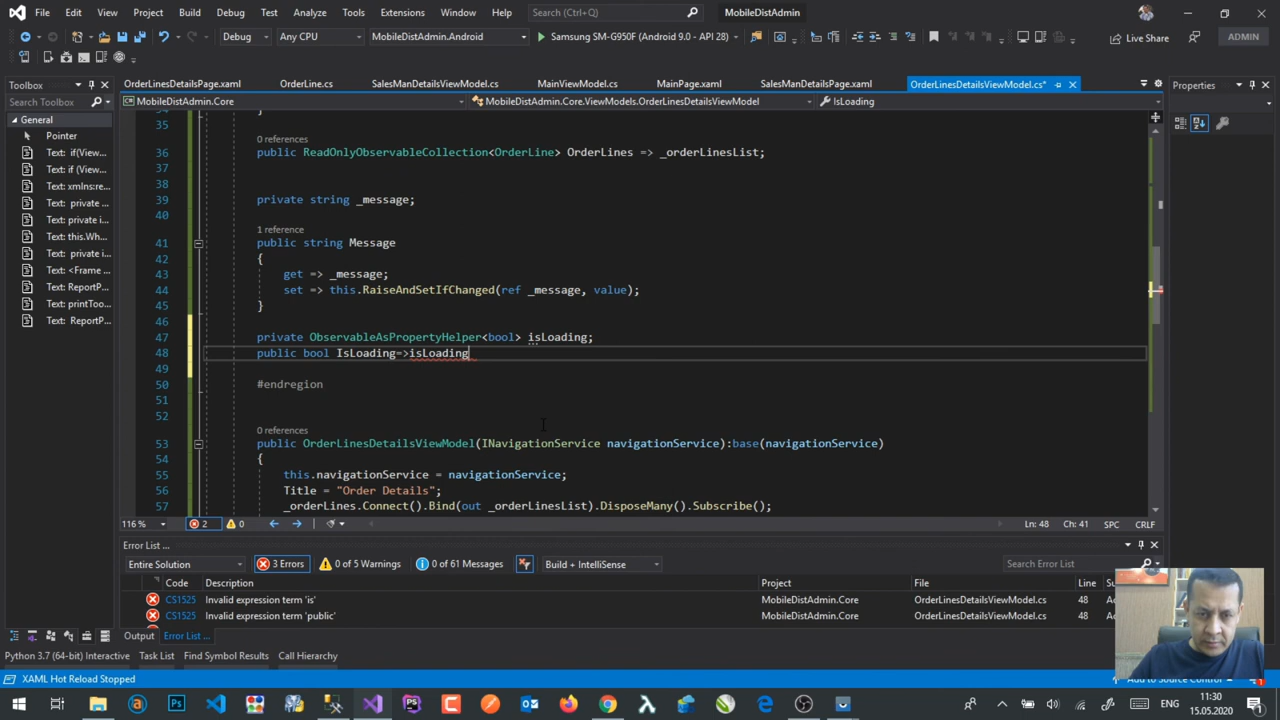 File Edit View Project Build Debug Test Analyze Tools Extensions Window Help Search (Ctrl+Q) MobileDistAdmin
Debug Any CPU MobileDistAdmin.Android Samsung SM-G950F (Android 9.0 - API 28) Live Share ADMIN
Toolbox OrderLinesDetailsPage.xaml OrderLine.cs SalesManDetailsViewModel.cs MainViewModel.cs MainPage.xaml SalesManDetailsPage.xaml OrderLinesDetailsViewModel.cs* Properties
Search Toolbox MobileDistAdmin.Core MobileDistAdmin.Core.ViewModels.OrderLinesDetailsViewModel IsLoading
General
Pointer
Text: if(View...
Text: if (View...
Text: xmlns:re...
Text: private ...
Text: private i...
Text: this.Wh...
Text: private ...
Text: <Frame ...
Text: ReportP...
Text: printToo...
Text: ReportP...
34 }
35
0 references
36 public ReadOnlyObservableCollection<OrderLine> OrderLines => _orderLinesList;
37
38
39 private string _message;
40
1 reference
41 public string Message
42 {
43 get => _message;
44 set => this.RaiseAndSetIfChanged(ref _message, value);
45 }
46
47 private ObservableAsPropertyHelper<bool> isLoading;
48 public bool IsLoading=>isLoading
49
50 #endregion
51
52
0 references
53 public OrderLinesDetailsViewModel(INavigationService navigationService):base(navigationService)
54 {
55 this.navigationService = navigationService;
56 Title = "Order Details";
57 _orderLines.Connect().Bind(out _orderLinesList).DisposeMany().Subscribe();
116 % 2 0 Ln: 48 Ch: 41 SPC CRLF
Error List ...
Entire Solution 3 Errors 0 of 5 Warnings 0 of 61 Messages Build + IntelliSense Search Error List
Code Description Project File Line
CS1525 Invalid expression term 'is' MobileDistAdmin.Core OrderLinesDetailsViewModel.cs 48
CS1525 Invalid expression term 'public' MobileDistAdmin.Core OrderLinesDetailsViewModel.cs 48
Output Error List ...
Python 3.7 (64-bit) Interactive Task List Find Symbol Results Call Hierarchy
XAML Hot Reload Stopped Add to Source Control
ENG 11:30
15.05.2020